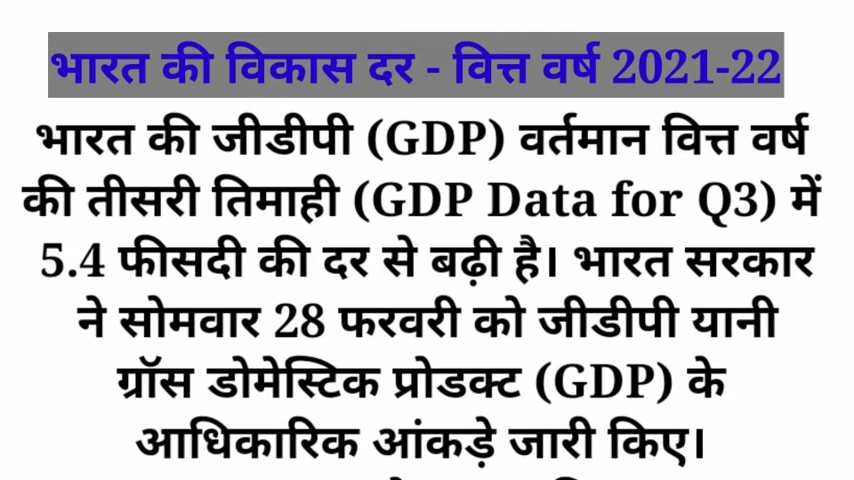 भारत की विकास दर - वित्त वर्ष 2021-22
भारत की जीडीपी (GDP) वर्तमान वित्त वर्ष
की तीसरी तिमाही (GDP Data for Q3) में
5.4 फीसदी की दर से बढ़ी है। भारत सरकार
ने सोमवार 28 फरवरी को जीडीपी यानी
ग्रॉस डोमेस्टिक प्रोडक्ट (GDP) के
आधिकारिक आंकड़े जारी किए।